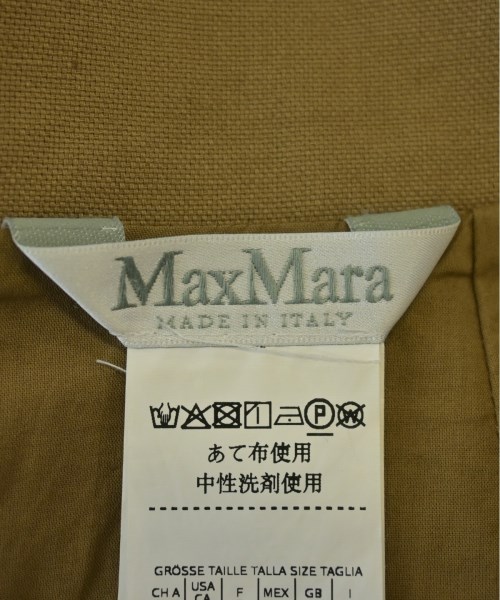 MaxMara
MADE IN ITALY
P W
あて布使用
中性洗剤使用
GRÖSSE TAILLE TALLA SIZE TAGLIA
CH A USA CA F MEX GB I